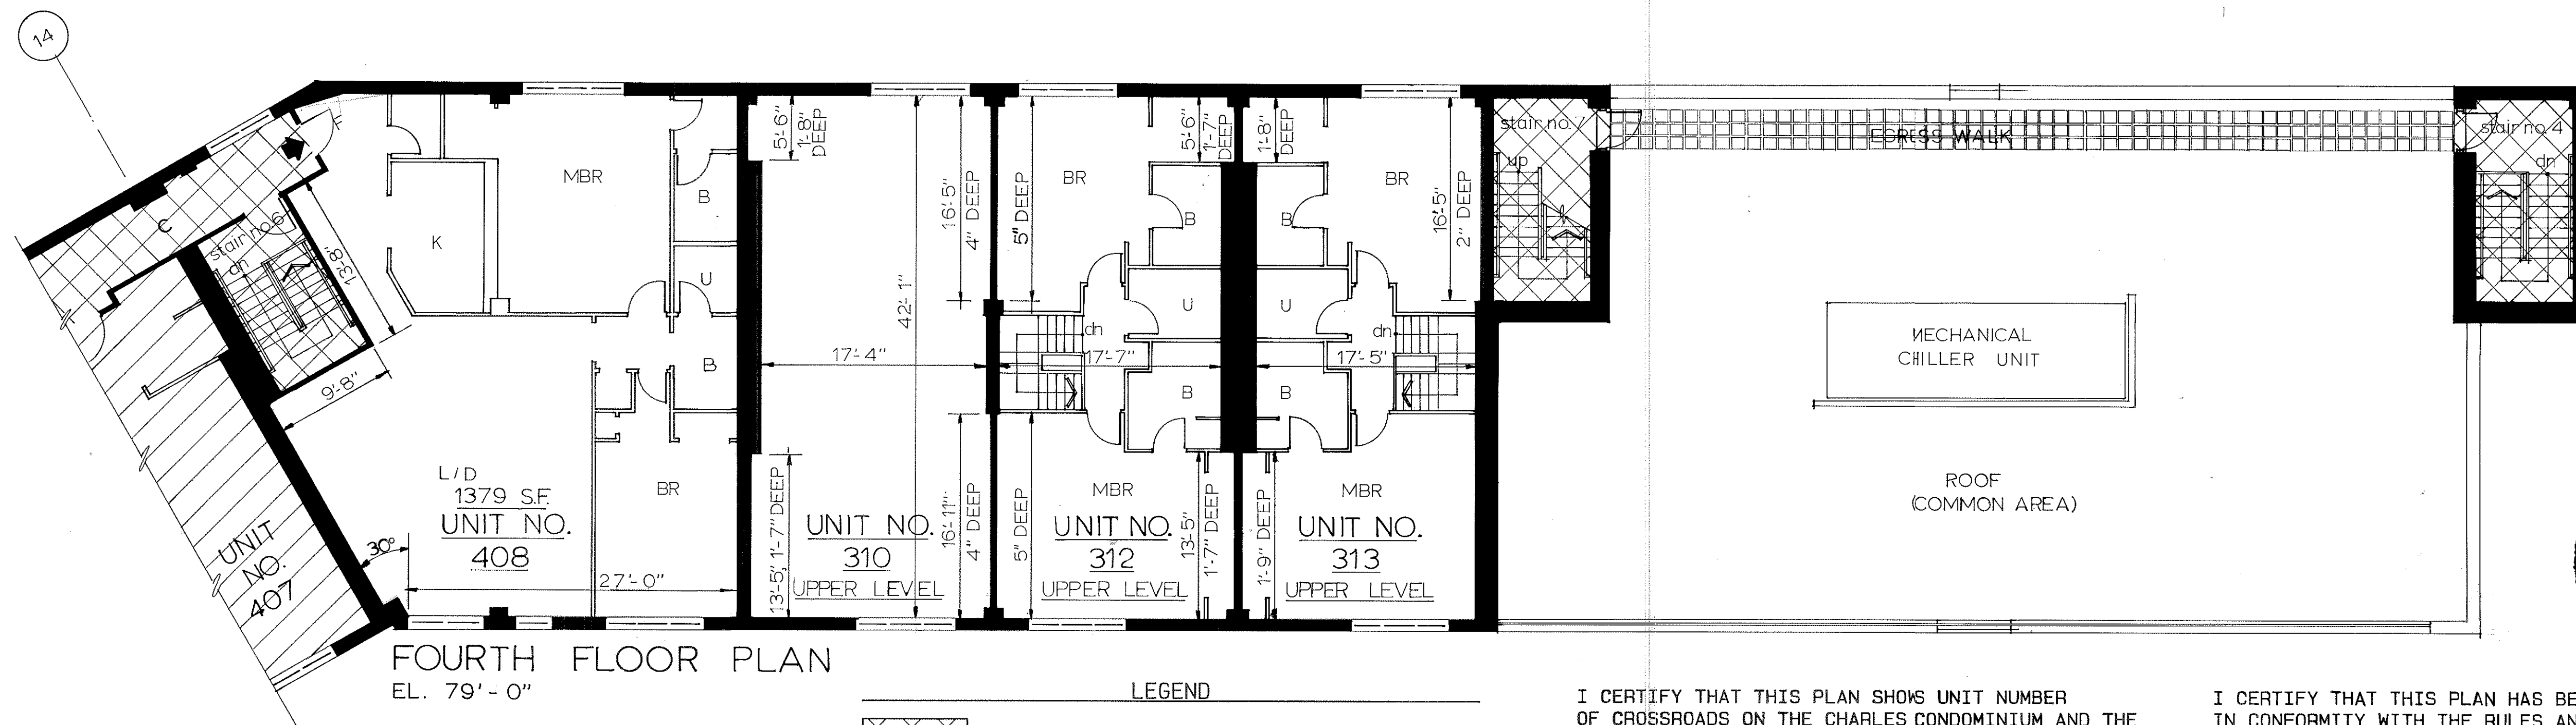 14
C
stair no. 6
dn
13'-8"
9'-8"
UNIT
NO.
407
K
MBR
B
U
B
BR
L/D
1379 S.F.
UNIT NO.
408
30°
27'-0"
5'-6"
1'-8"
DEEP
17'-4"
42'-1"
16'-5"
4" DEEP
13'-5", 1'-7" DEEP
16'-11"
4" DEEP
UNIT NO.
310
UPPER LEVEL
BR
5" DEEP
5'-6"
1'-7"
DEEP
B
U
dn
17'-7"
B
MBR
5" DEEP
13'-5"
1'-7" DEEP
UNIT NO.
312
UPPER LEVEL
1'-8"
DEEP
BR
B
16'-5"
2" DEEP
U
dn
17'-5"
B
MBR
1'-9" DEEP
UNIT NO.
313
UPPER LEVEL
stair no. 7
up
EGRESS WALK
stair no. 4
dn
MECHANICAL
CHILLER UNIT
ROOF
(COMMON AREA)
FOURTH FLOOR PLAN
EL. 79'-0"
LEGEND
I CERTIFY THAT THIS PLAN SHOWS UNIT NUMBER
OF CROSSROADS ON THE CHARLES CONDOMINIUM AND THE
I CERTIFY THAT THIS PLAN HAS BE
IN CONFORMITY WITH THE RULES A